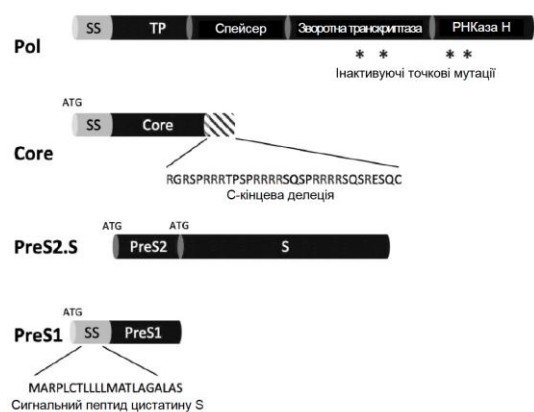 SS TP Спейсер Зворотна транскриптаза РНКаза Н
Pol
* * * *
Інактивуючі точкові мутації
ATG
SS Core
Core
RGRSPRRRTPSPRRRRSQSPRRRRSQSRESQC
С-кінцева делеція
ATG ATG
PreS2.S PreS2 S
ATG
PreS1 SS PreS1
MARPLCTLLLLMATLAGALAS
Сигнальний пептид цистатину S